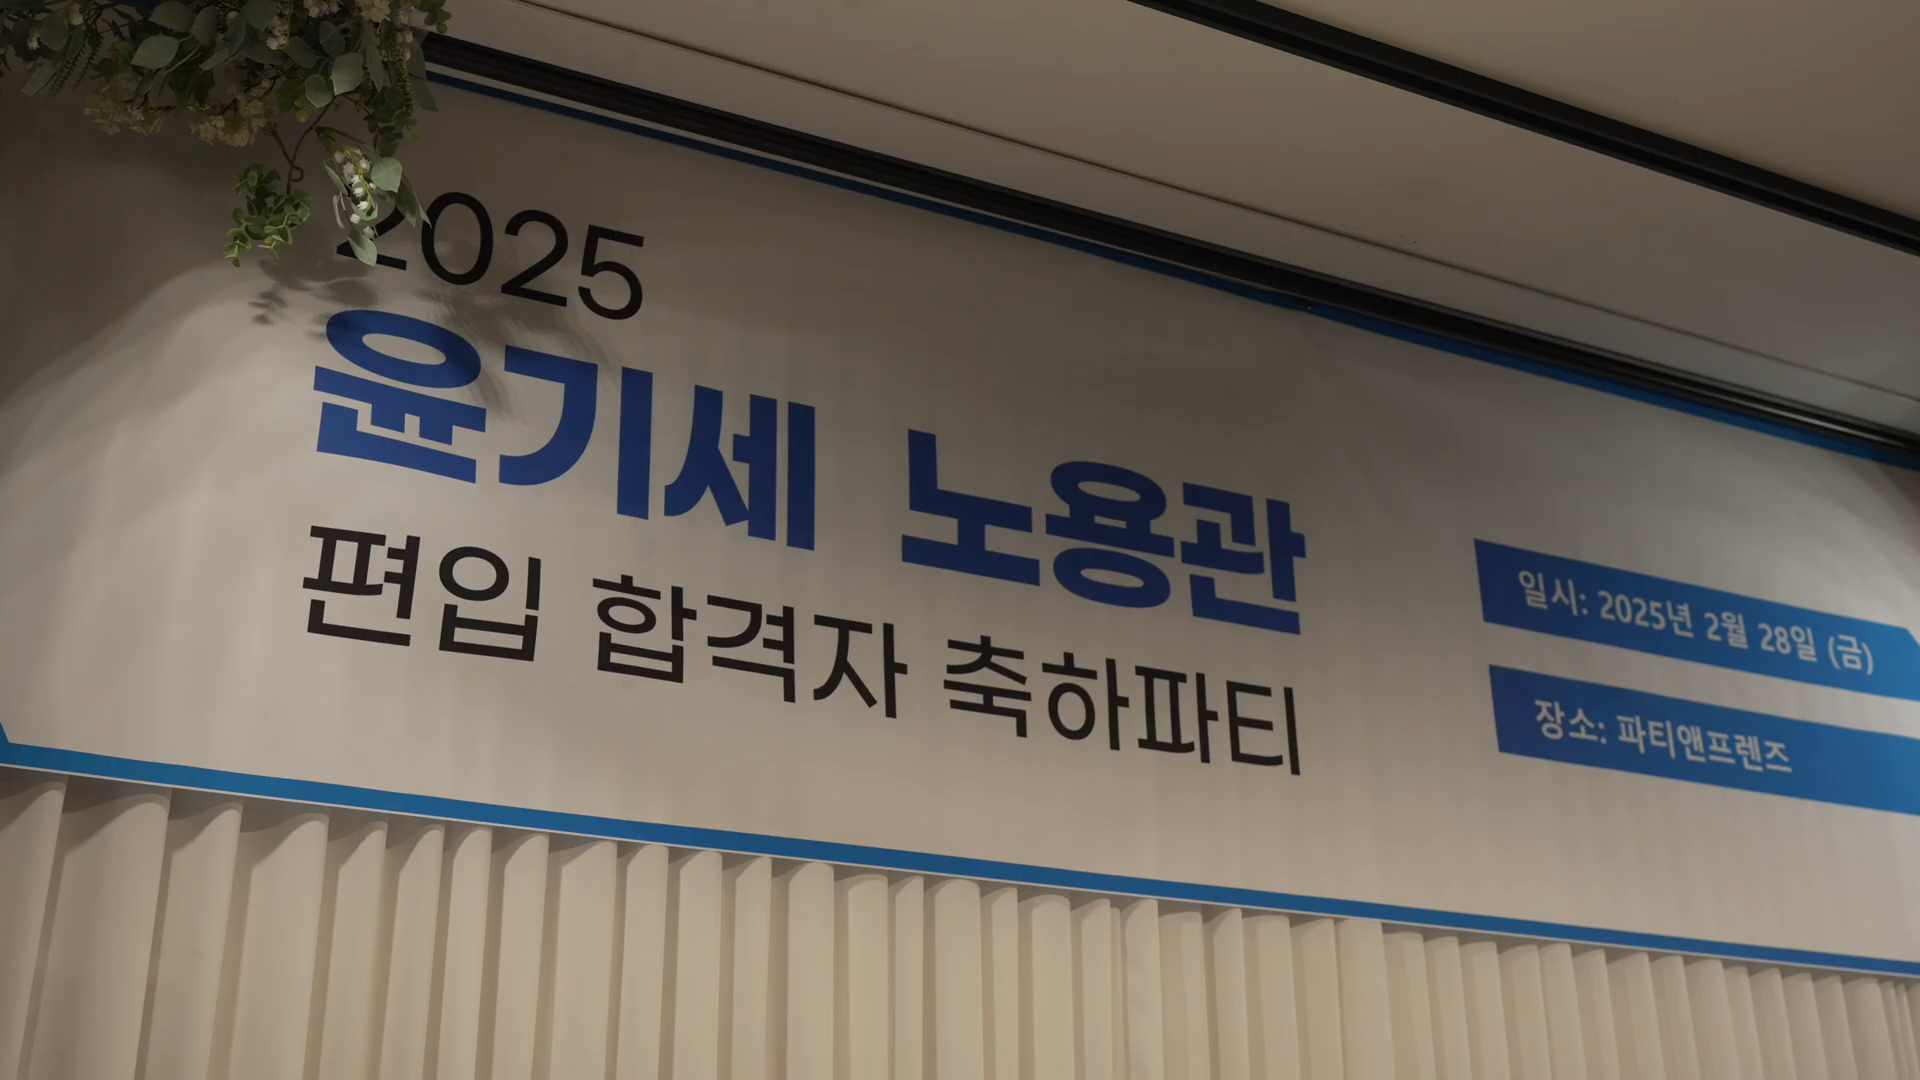 2025
윤기세 노용관
편입 합격자 축하파티
일시: 2025년 2월 28일 (금)
장소: 파티앤프렌즈